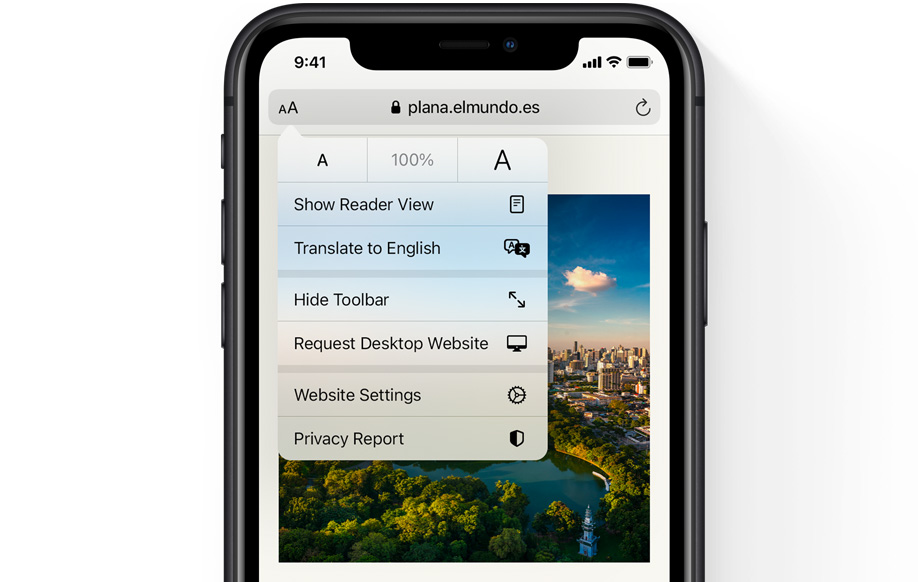 9:41
AA plana.elmundo.es
A 100% A
Show Reader View
Translate to English
Hide Toolbar
Request Desktop Website
Website Settings
Privacy Report